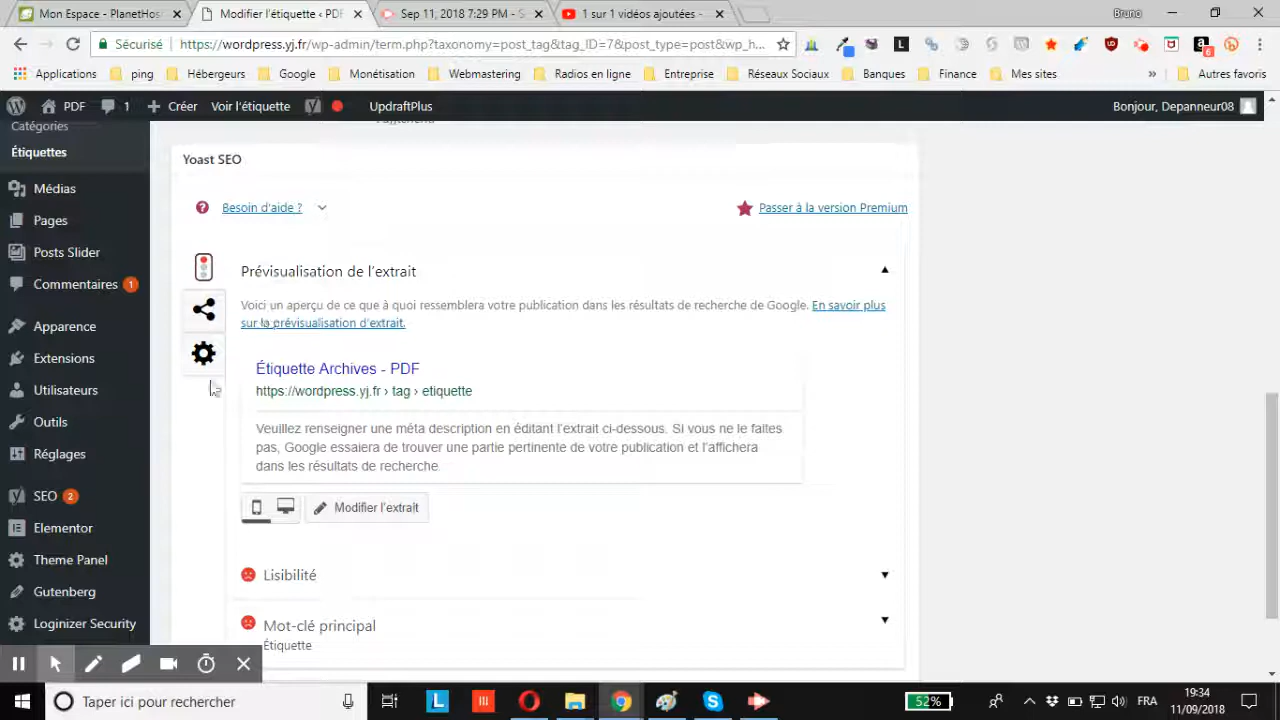 Mon Espace - PlanetHos
Modifier l'étiquette ‹ PDF
Sep 11, 2018 7:29 PM - S
1 sur 1 vidéos ajoutées –
Bruno
Sécurisé
https://wordpress.yj.fr/wp-admin/term.php?taxonomy=post_tag&tag_ID=7&post_type=post&wp_h...
6
Applications
ping
Hébergeurs
Google
Monétisation
Webmastering
Radios en ligne
Entreprise
Réseaux Sociaux
Banques
Finance
Mes sites
»
Autres favoris
PDF
1
Créer
Voir l'étiquette
UpdraftPlus
Bonjour, Depanneur08
Catégories
Étiquettes
Médias
Pages
Posts Slider
Commentaires 1
Apparence
Extensions
Utilisateurs
Outils
Réglages
SEO 2
Elementor
Theme Panel
Gutenberg
Loginizer Security
Yoast SEO
Besoin d'aide ?
Passer à la version Premium
Prévisualisation de l'extrait
Voici un aperçu de ce que à quoi ressemblera votre publication dans les résultats de recherche de Google. En savoir plus
sur la prévisualisation d'extrait.
Étiquette Archives - PDF
https://wordpress.yj.fr › tag › etiquette
Veuillez renseigner une méta description en éditant l'extrait ci-dessous. Si vous ne le faites
pas, Google essaiera de trouver une partie pertinente de votre publication et l'affichera
dans les résultats de recherche.
Modifier l'extrait
Lisibilité
Mot-clé principal
Étiquette
Taper ici pour rechercher
52%
FRA
19:34
11/09/2018